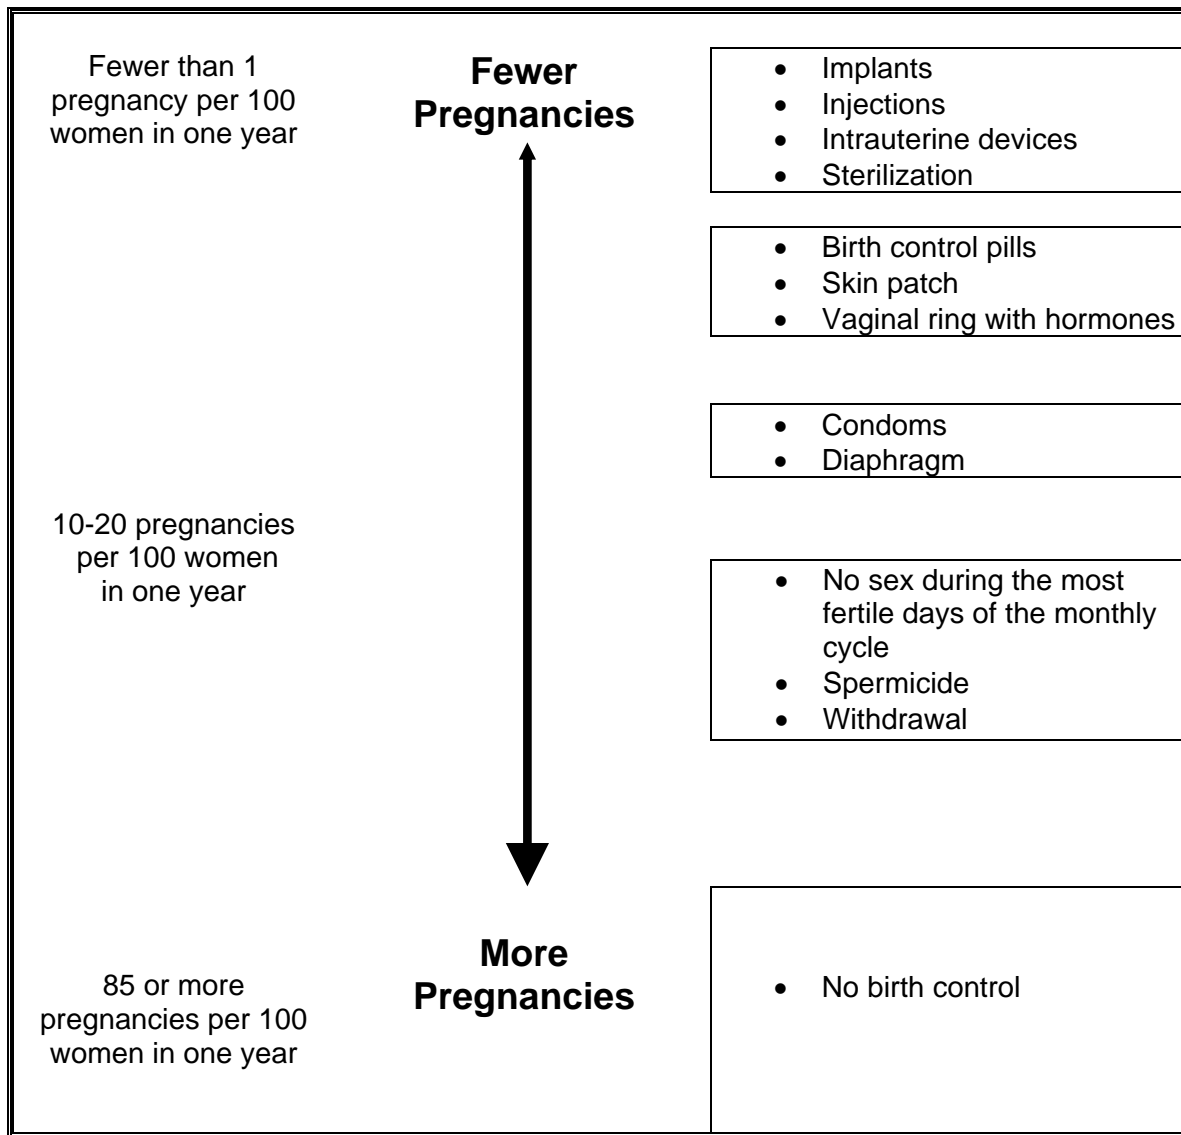 Fewer than 1
pregnancy per 100
women in one year
Fewer
Pregnancies
• Implants
• Injections
• Intrauterine devices
• Sterilization
• Birth control pills
• Skin patch
• Vaginal ring with hormones
• Condoms
• Diaphragm
10-20 pregnancies
per 100 women
in one year
• No sex during the most
fertile days of the monthly
cycle
• Spermicide
• Withdrawal
More
Pregnancies
85 or more
pregnancies per 100
women in one year
• No birth control